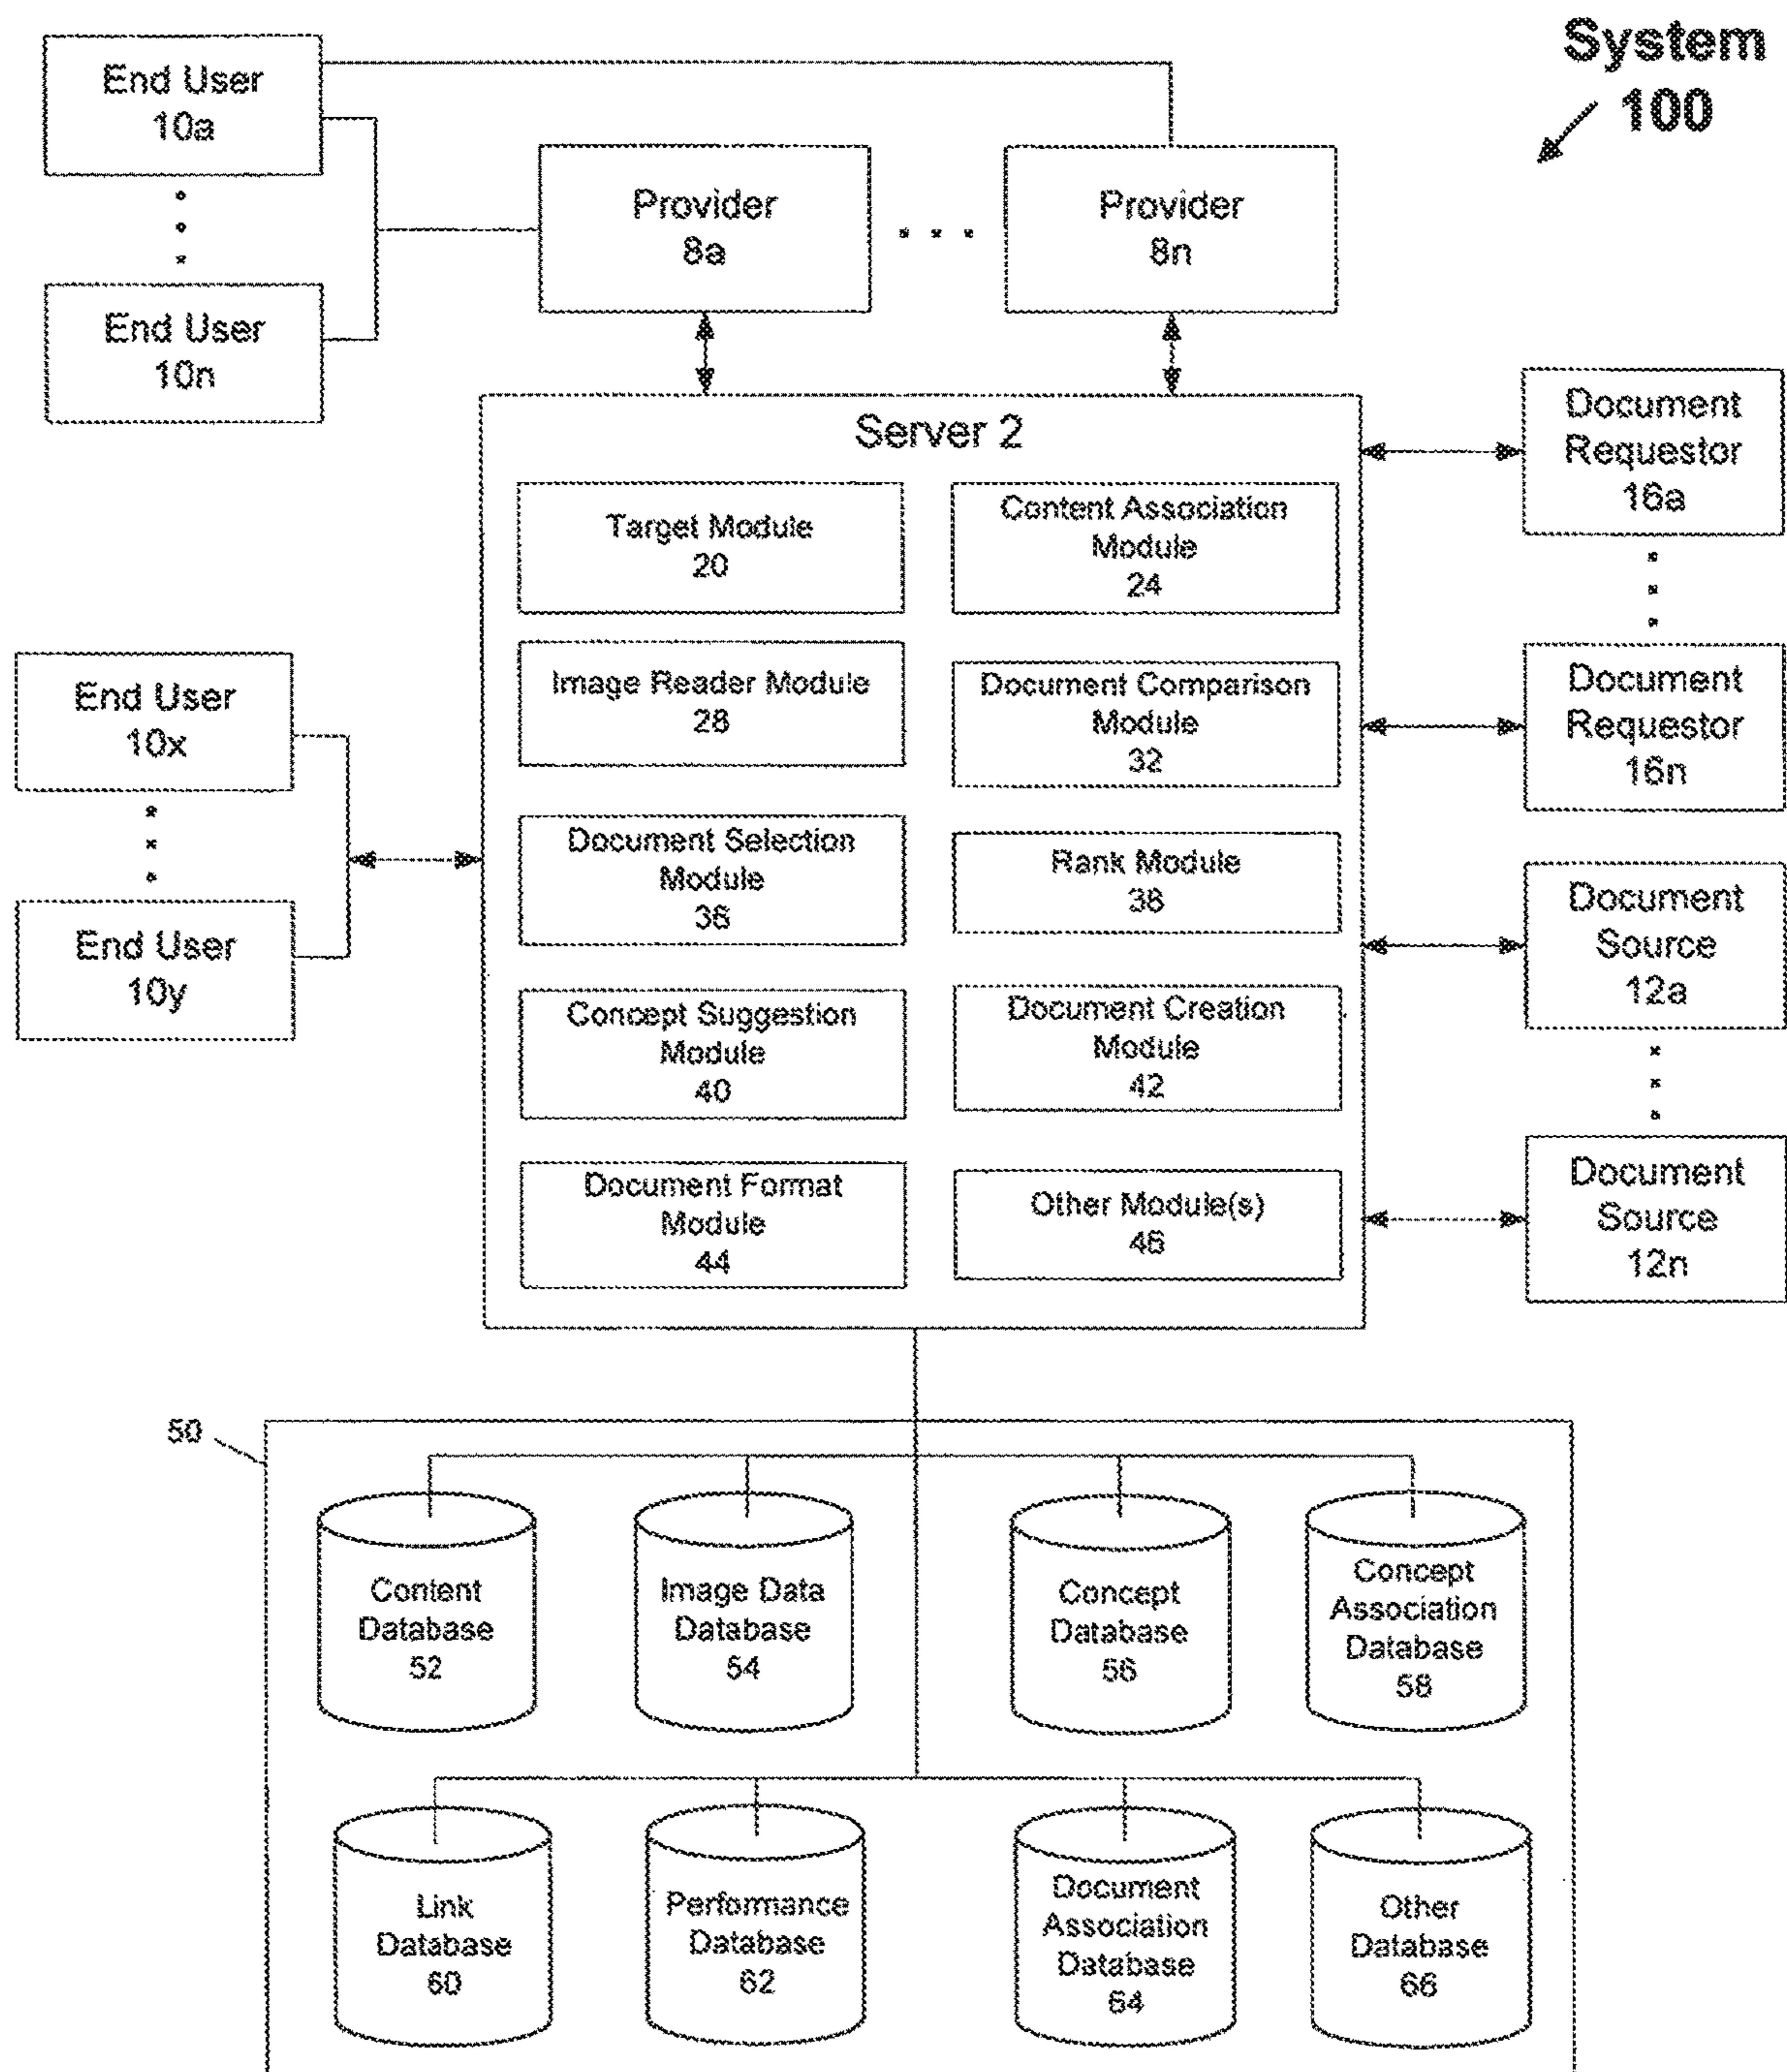 System
100
End User
10a
End User
10n
Provider
8a
Provider
8n
Server 2
Target Module
20
Content Association
Module
24
Image Reader Module
28
Document Comparison
Module
32
Document Selection
Module
36
Rank Module
38
Concept Suggestion
Module
40
Document Creation
Module
42
Document Format
Module
44
Other Module(s)
46
End User
10x
End User
10y
Document
Requestor
16a
Document
Requestor
16n
Document
Source
12a
Document
Source
12n
50
Content
Database
52
Image Data
Database
54
Concept
Database
56
Concept
Association
Database
58
Link
Database
60
Performance
Database
62
Document
Association
Database
64
Other
Database
66